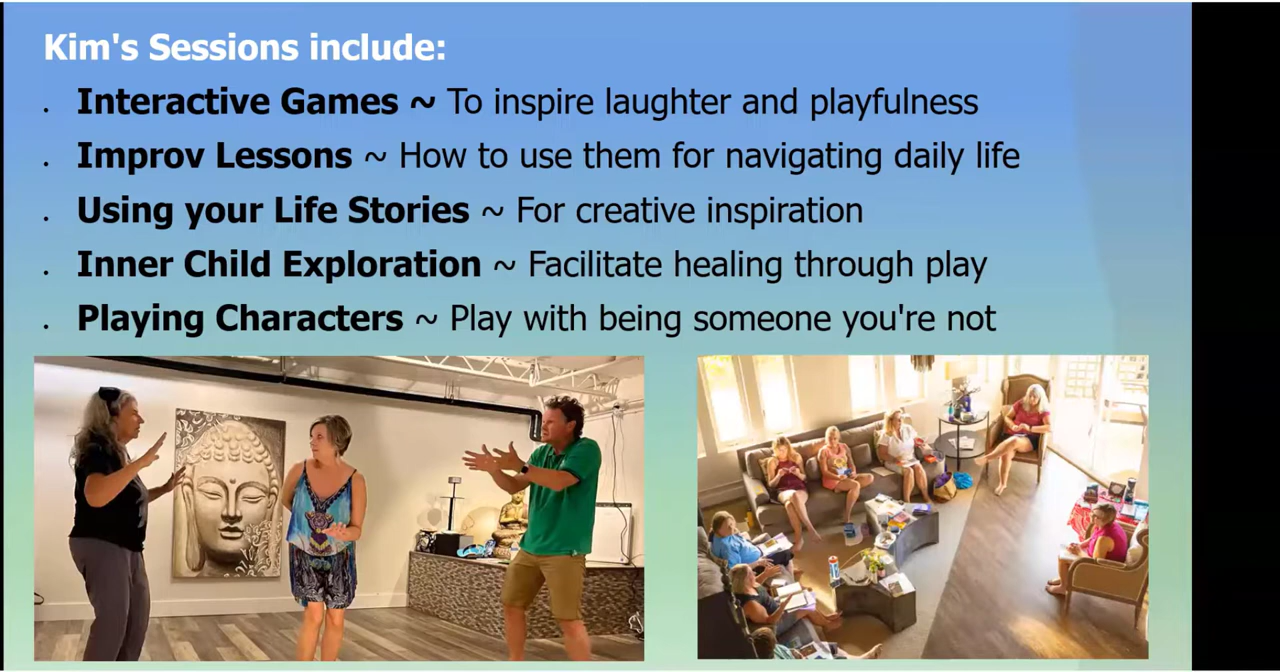 Kim's Sessions include:
. Interactive Games ~ To inspire laughter and playfulness
. Improv Lessons ~ How to use them for navigating daily life
. Using your Life Stories ~ For creative inspiration
. Inner Child Exploration ~ Facilitate healing through play
. Playing Characters ~ Play with being someone you're not